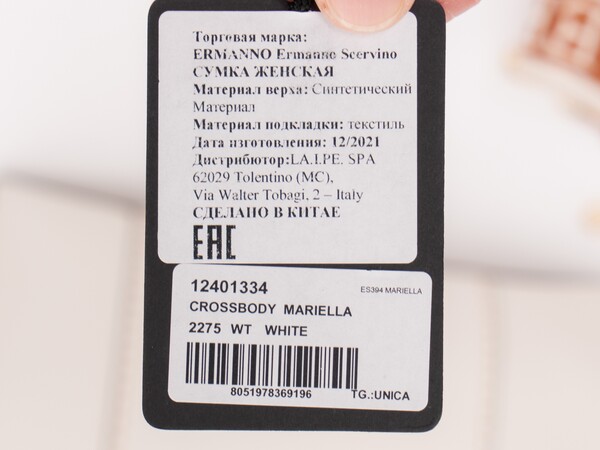 Торговая марка:
ERMANNO Ermanno Scervino
СУМКА ЖЕНСКАЯ
Материал верха: Синтетический
Материал
Материал подкладки: текстиль
Дата изготовления: 12/2021
Дистрибютор:LA.I.PE. SPA
62029 Tolentino (MC),
Via Walter Tobagi, 2 – Italy
СДЕЛАНО В КИТАЕ
EAC
12401334
ES394 MARIELLA
CROSSBODY MARIELLA
2275 WT WHITE
8051978369196
TG.:UNICA